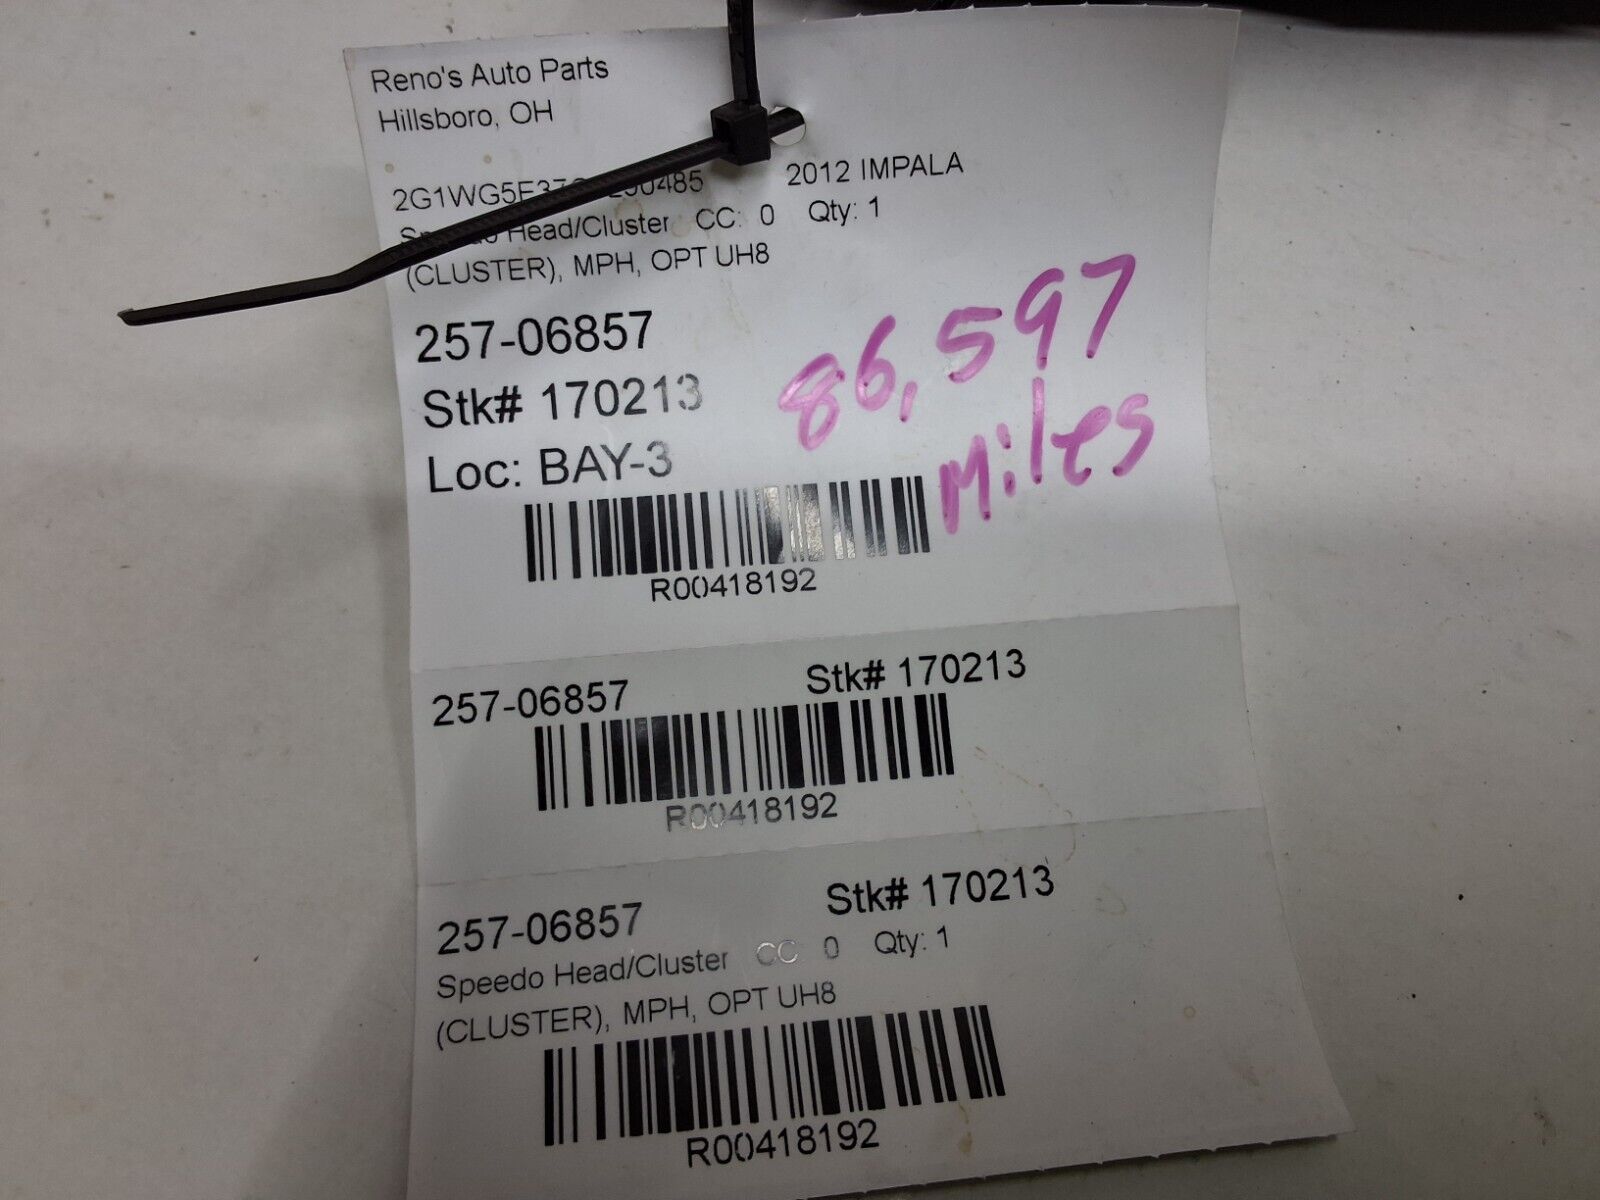 Reno's Auto Parts
Hillsboro, OH
2012 IMPALA
Head/Cluster CC: 0 Qty: 1
(CLUSTER), MPH, OPT UH8
257-06857
86,597
Stk# 170213
Miles
Loc: BAY-3
R00418192
257-06857 Stk# 170213
R00418192
257-06857 Stk# 170213
Speedo Head/Cluster CC: 0 Qty: 1
(CLUSTER), MPH, OPT UH8
R00418192